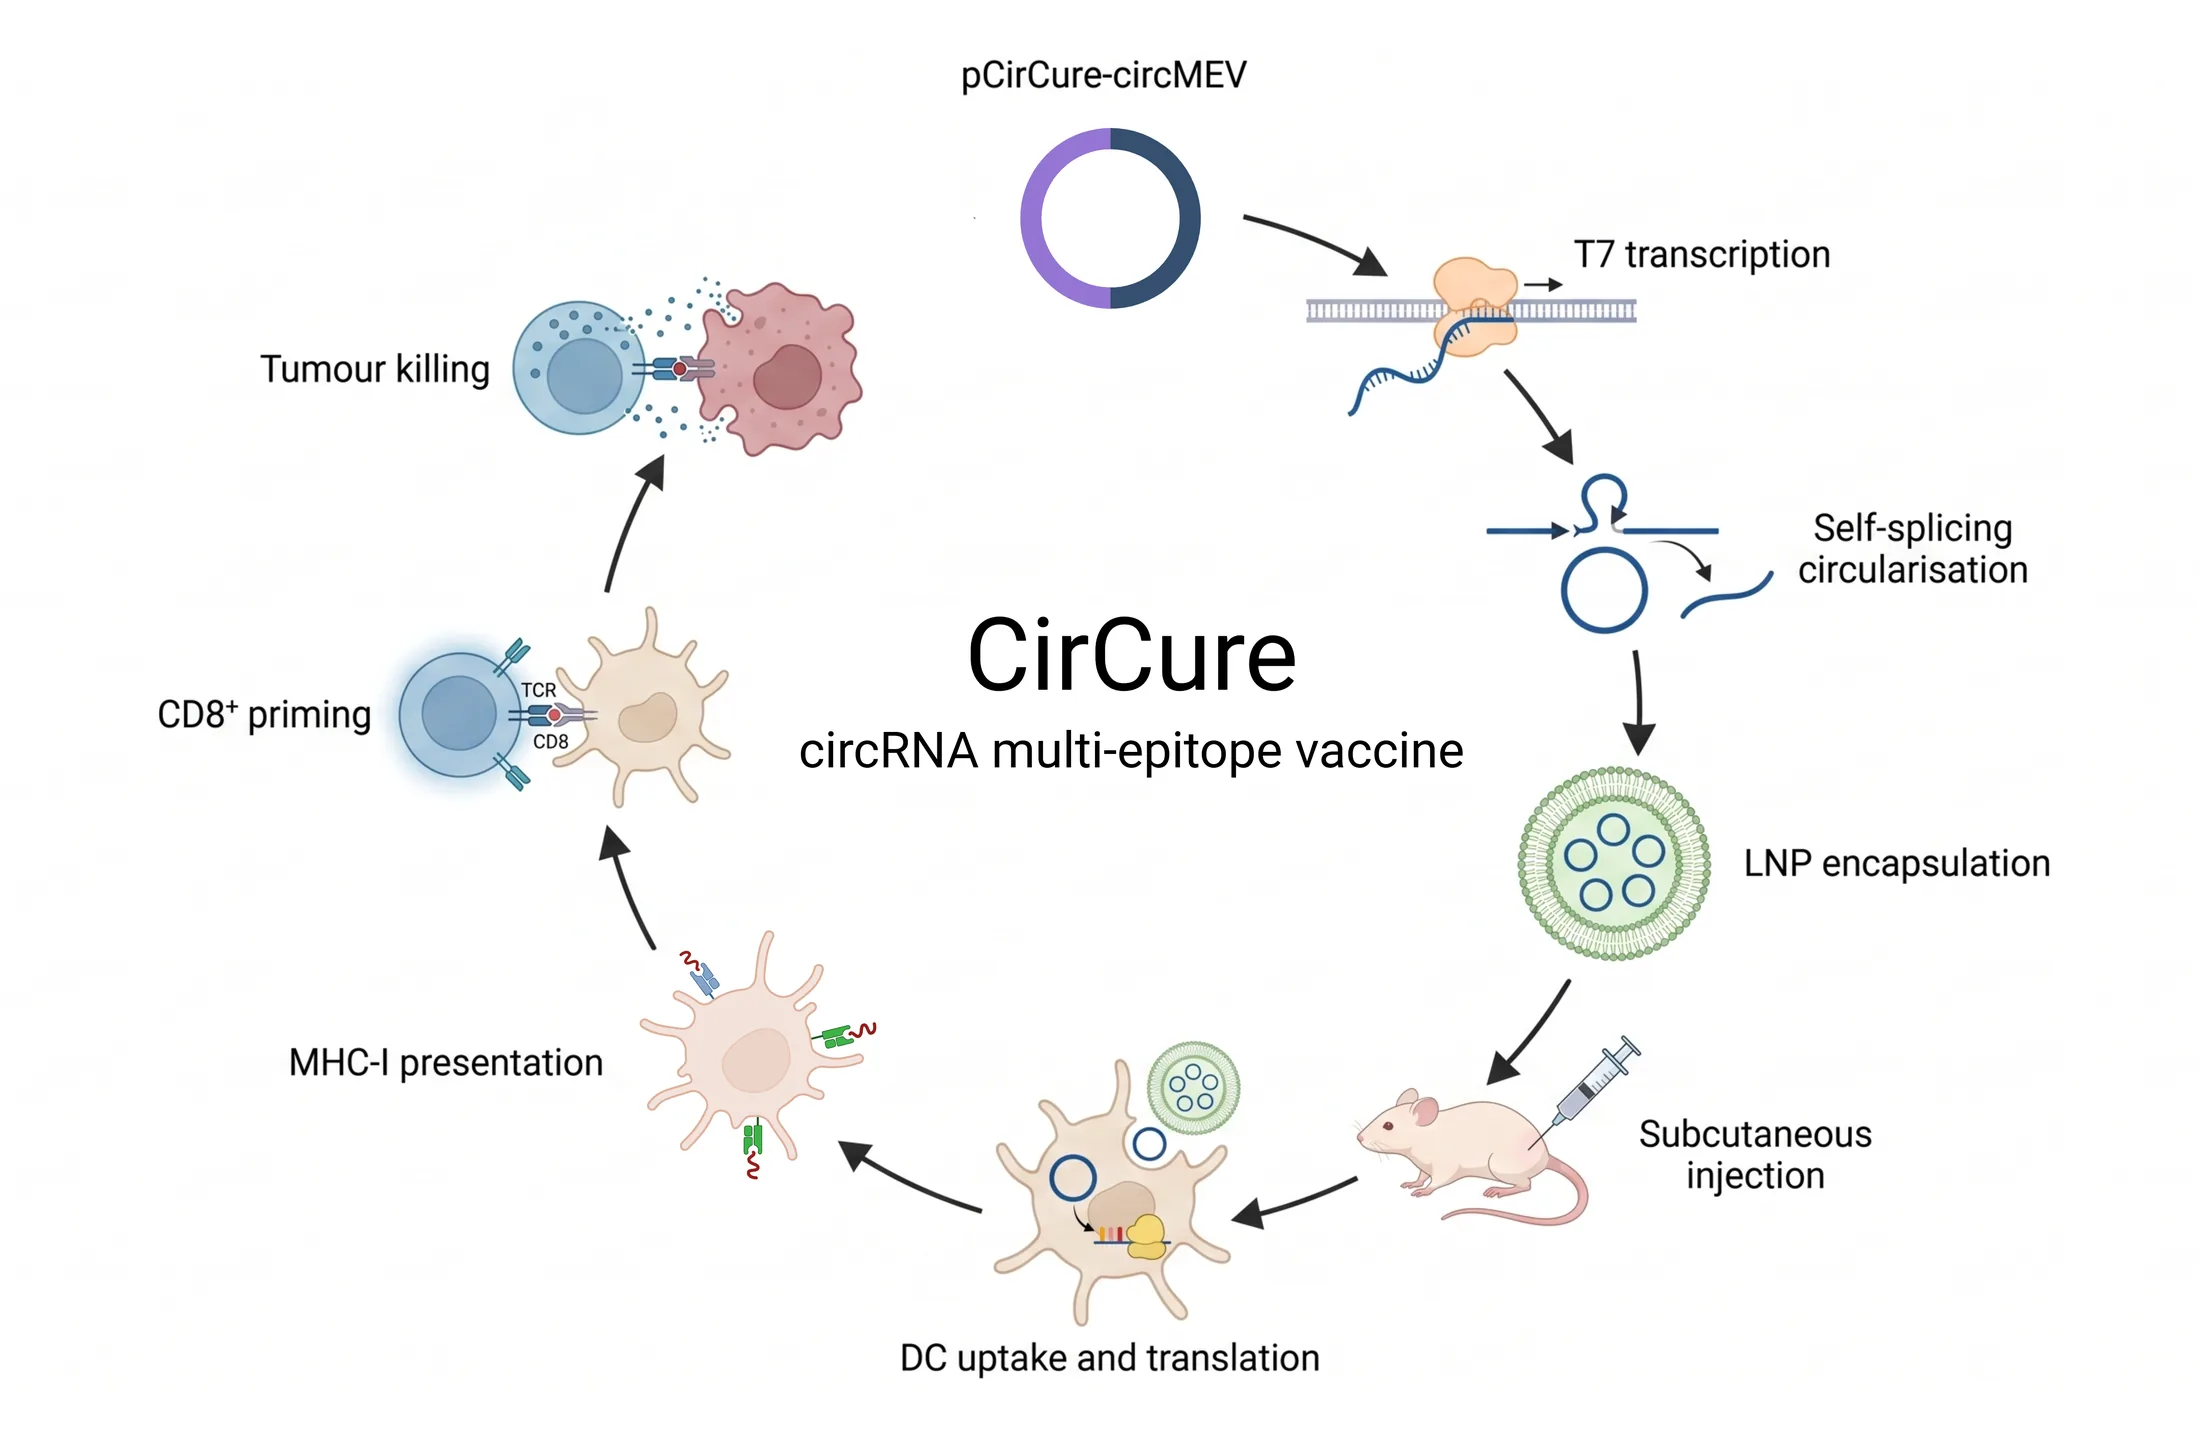 pCirCure-circMEV
T7 transcription
Self-splicing
circularisation
LNP encapsulation
Subcutaneous
injection
DC uptake and translation
MHC-I presentation
CD8⁺ priming
TCR
CD8
Tumour killing
CirCure
circRNA multi-epitope vaccine